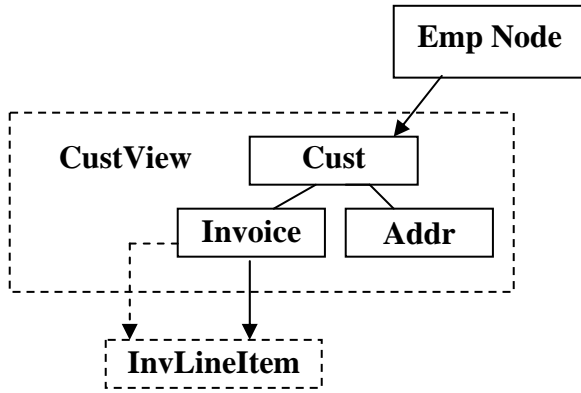 Emp Node
CustView
Cust
Invoice
Addr
InvLineItem